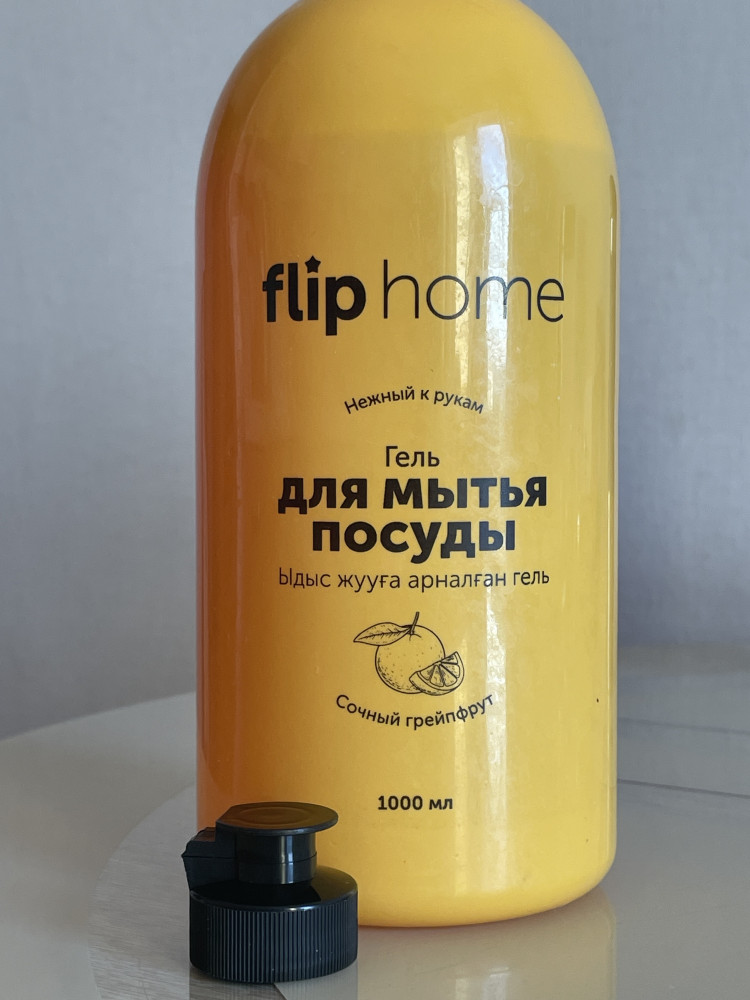 flip home
Нежный к рукам
Гель
для мытья
посуды
Ыдыс жууға арналған гель
Сочный грейпфрут
1000 мл